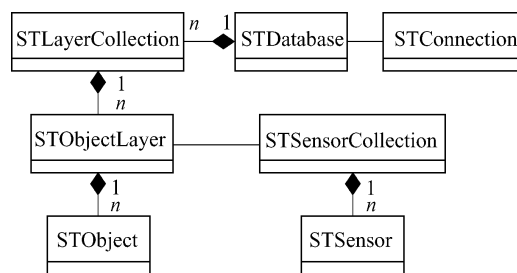 n 1
STLayerCollection STDatabase STConnection
1
n
STObjectLayer STSensorCollection
1 1
n n
STObject STSensor